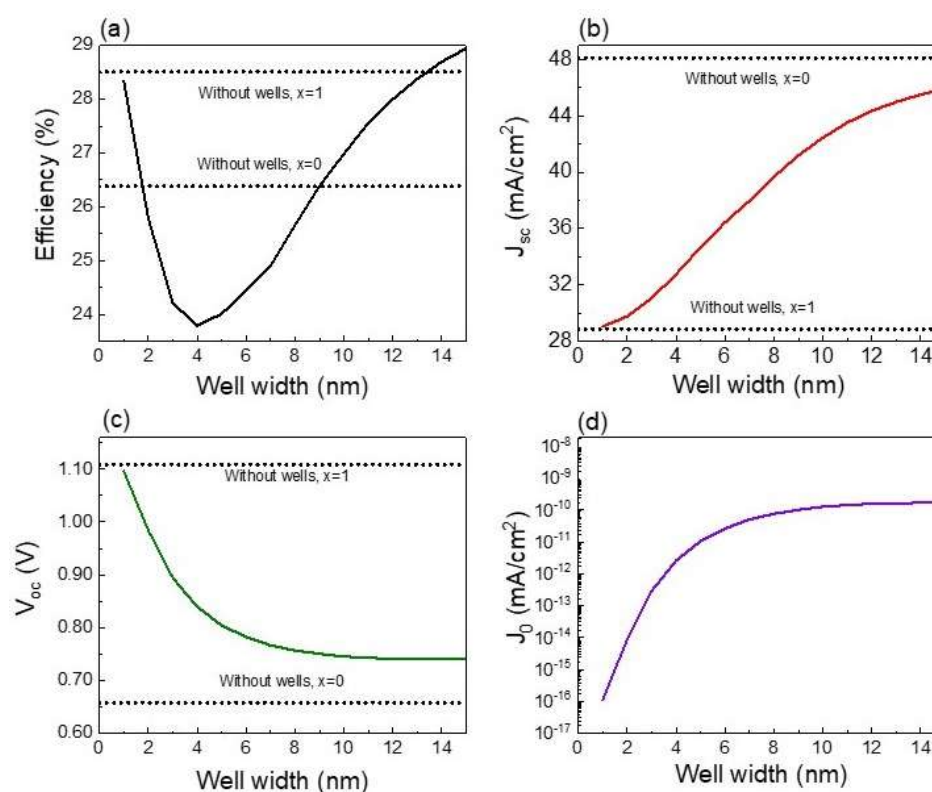 (a)
29
28
27
26
25
24
Efficiency (%)
Without wells, x=1
Without wells, x=0
0 2 4 6 8 10 12 14
Well width (nm)
(b)
48
44
40
36
32
28
J_sc (mA/cm²)
Without wells, x=0
Without wells, x=1
0 2 4 6 8 10 12 14
Well width (nm)
(c)
1.10
1.00
0.90
0.80
0.70
0.60
V_oc (V)
Without wells, x=1
Without wells, x=0
0 2 4 6 8 10 12 14
Well width (nm)
(d)
10⁻⁸
10⁻⁹
10⁻¹⁰
10⁻¹¹
10⁻¹²
10⁻¹³
10⁻¹⁴
10⁻¹⁵
10⁻¹⁶
10⁻¹⁷
J_0 (mA/cm²)
0 2 4 6 8 10 12 14
Well width (nm)